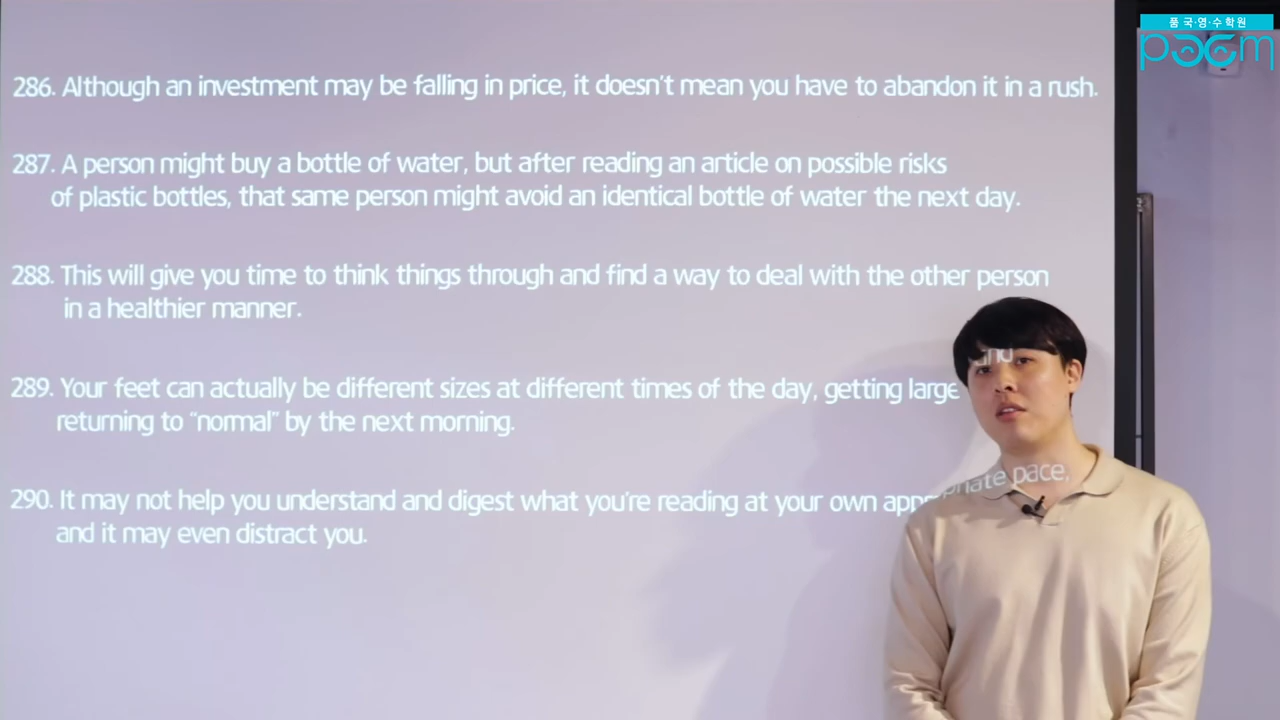 품 국·영·수학원
poem
286. Although an investment may be falling in price, it doesn't mean you have to abandon it in a rush.
287. A person might buy a bottle of water, but after reading an article on possible risks
of plastic bottles, that same person might avoid an identical bottle of water the next day.
288. This will give you time to think things through and find a way to deal with the other person
in a healthier manner.
289. Your feet can actually be different sizes at different times of the day, getting large and
returning to “normal” by the next morning.
290. It may not help you understand and digest what you're reading at your own appropriate pace,
and it may even distract you.